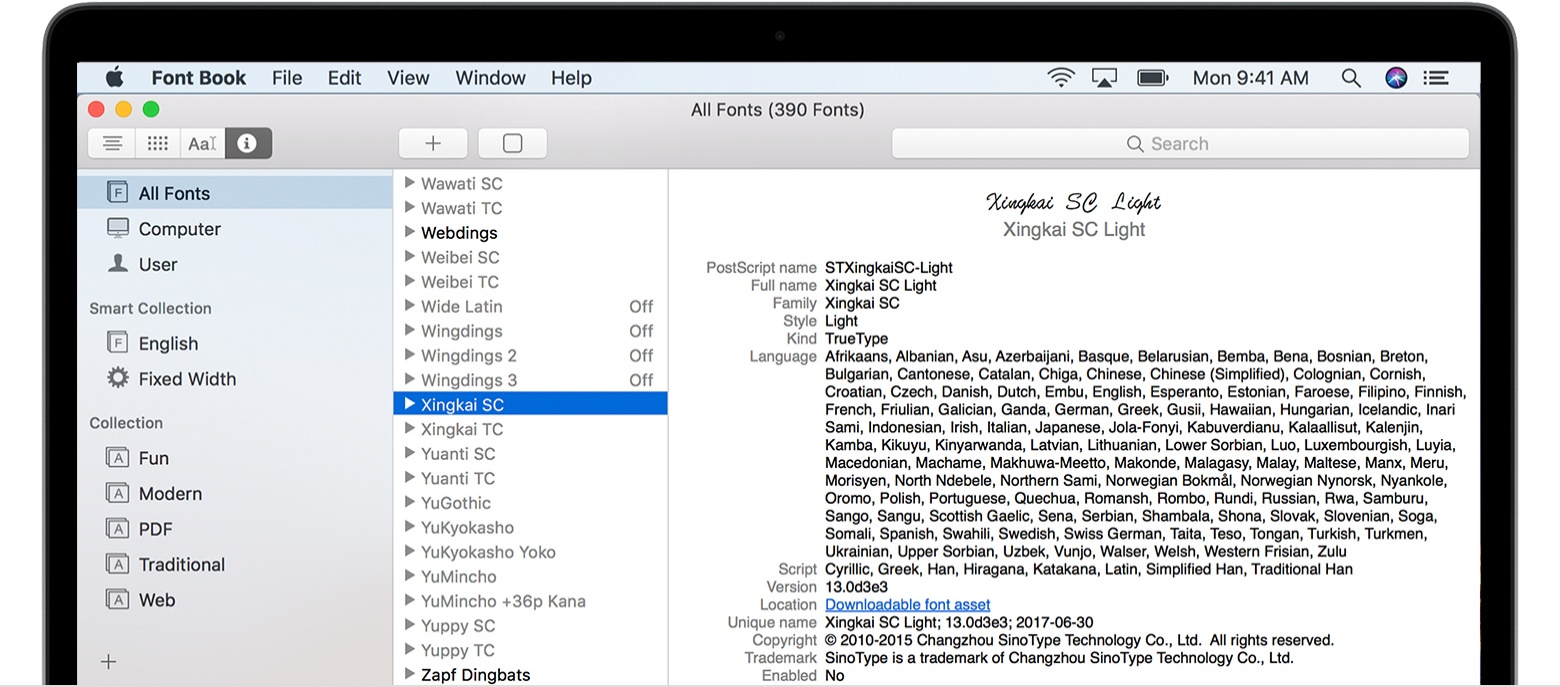 Font Book File Edit View Window Help Mon 9:41 AM
All Fonts (390 Fonts)
Aa Search
All Fonts
Computer
User
Smart Collection
English
Fixed Width
Collection
Fun
Modern
PDF
Traditional
Web
Wawati SC
Wawati TC
Webdings
Weibei SC
Weibei TC
Wide Latin Off
Wingdings Off
Wingdings 2 Off
Wingdings 3 Off
Xingkai SC
Xingkai TC
Yuanti SC
Yuanti TC
YuGothic
YuKyokasho
YuKyokasho Yoko
YuMincho
YuMincho +36p Kana
Yuppy SC
Yuppy TC
Zapf Dingbats
Xingkai SC Light
Xingkai SC Light
PostScript name STXingkaiSC-Light
Full name Xingkai SC Light
Family Xingkai SC
Style Light
Kind TrueType
Language Afrikaans, Albanian, Asu, Azerbaijani, Basque, Belarusian, Bemba, Bena, Bosnian, Breton,
Bulgarian, Cantonese, Catalan, Chiga, Chinese, Chinese (Simplified), Colognian, Cornish,
Croatian, Czech, Danish, Dutch, Embu, English, Esperanto, Estonian, Faroese, Filipino, Finnish,
French, Friulian, Galician, Ganda, German, Greek, Gusii, Hawaiian, Hungarian, Icelandic, Inari
Sami, Indonesian, Irish, Italian, Japanese, Jola-Fonyi, Kabuverdianu, Kalaallisut, Kalenjin,
Kamba, Kikuyu, Kinyarwanda, Latvian, Lithuanian, Lower Sorbian, Luo, Luxembourgish, Luyia,
Macedonian, Machame, Makhuwa-Meetto, Makonde, Malagasy, Malay, Maltese, Manx, Meru,
Morisyen, North Ndebele, Northern Sami, Norwegian Bokmål, Norwegian Nynorsk, Nyankole,
Oromo, Polish, Portuguese, Quechua, Romansh, Rombo, Rundi, Russian, Rwa, Samburu,
Sango, Sangu, Scottish Gaelic, Sena, Serbian, Shambala, Shona, Slovak, Slovenian, Soga,
Somali, Spanish, Swahili, Swedish, Swiss German, Taita, Teso, Tongan, Turkish, Turkmen,
Ukrainian, Upper Sorbian, Uzbek, Vunjo, Walser, Welsh, Western Frisian, Zulu
Script Cyrillic, Greek, Han, Hiragana, Katakana, Latin, Simplified Han, Traditional Han
Version 13.0d3e3
Location Downloadable font asset
Unique name Xingkai SC Light; 13.0d3e3; 2017-06-30
Copyright © 2010-2015 Changzhou SinoType Technology Co., Ltd. All rights reserved.
Trademark SinoType is a trademark of Changzhou SinoType Technology Co., Ltd.
Enabled No